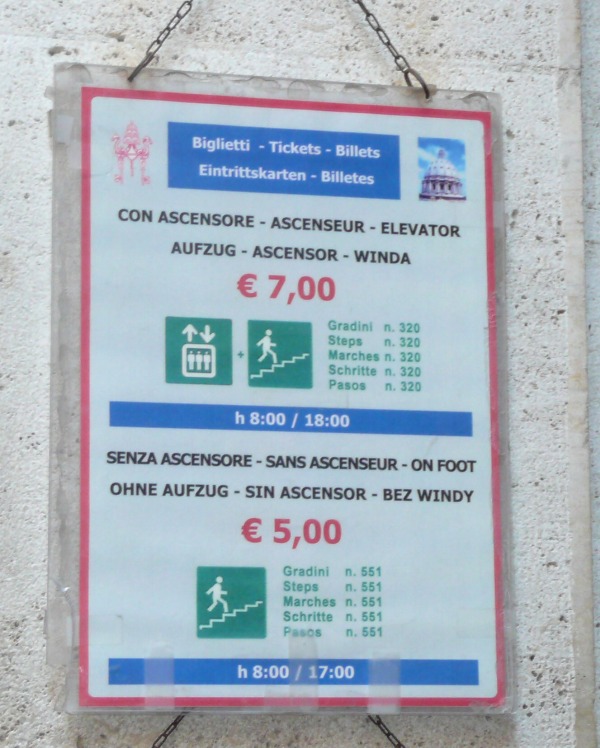 Biglietti - Tickets - Billets
Eintrittskarten - Billetes
CON ASCENSORE - ASCENSEUR - ELEVATOR
AUFZUG - ASCENSOR - WINDA
€ 7,00
+
Gradini n. 320
Steps n. 320
Marches n. 320
Schritte n. 320
Pasos n. 320
h 8:00 / 18:00
SENZA ASCENSORE - SANS ASCENSEUR - ON FOOT
OHNE AUFZUG - SIN ASCENSOR - BEZ WINDY
€ 5,00
Gradini n. 551
Steps n. 551
Marches n. 551
Schritte n. 551
Pasos n. 551
h 8:00 / 17:00